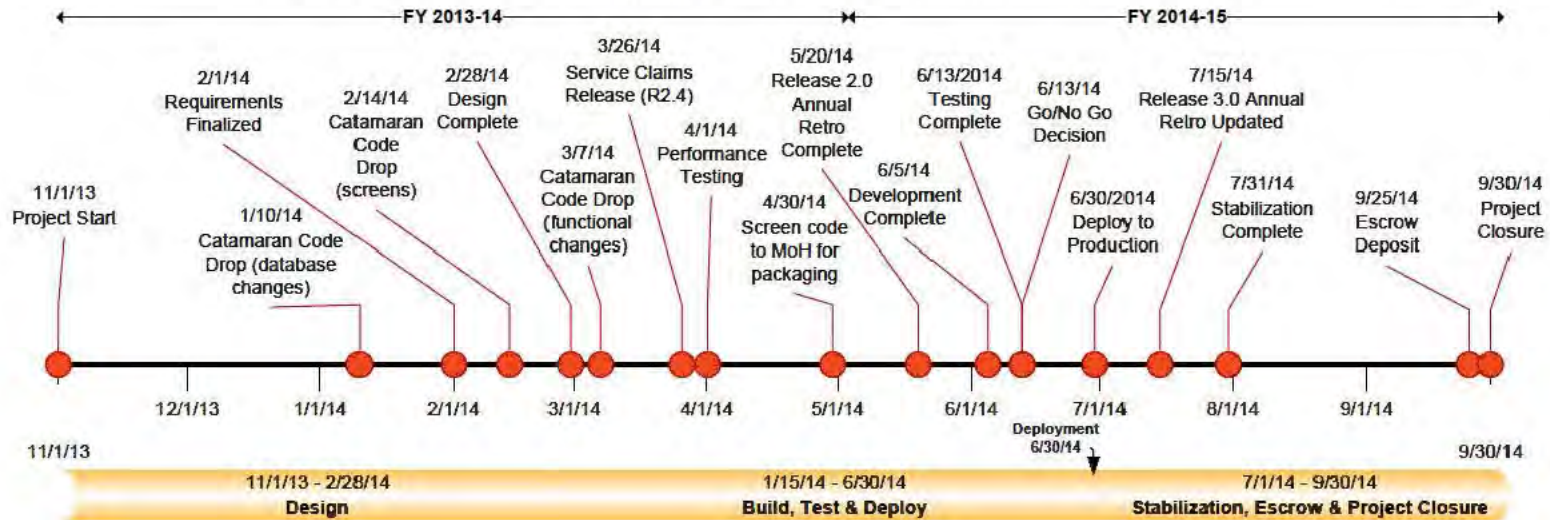 FY 2013-14
FY 2014-15
11/1/13
Project Start
1/10/14
Catamaran Code
Drop (database
changes)
2/1/14
Requirements
Finalized
2/14/14
Catamaran
Code
Drop
(screens)
2/28/14
Design
Complete
3/7/14
Catamaran
Code Drop
(functional
changes)
3/26/14
Service Claims
Release (R2.4)
4/1/14
Performance
Testing
4/30/14
Screen code
to MoH for
packaging
5/20/14
Release 2.0
Annual
Retro
Complete
6/5/14
Development
Complete
6/13/2014
Testing
Complete
6/13/14
Go/No Go
Decision
6/30/2014
Deploy to
Production
7/15/14
Release 3.0 Annual
Retro Updated
7/31/14
Stabilization
Complete
9/25/14
Escrow
Deposit
9/30/14
Project
Closure
12/1/13
1/1/14
2/1/14
3/1/14
4/1/14
5/1/14
6/1/14
7/1/14
8/1/14
9/1/14
11/1/13
Deployment
6/30/14
9/30/14
11/1/13 - 2/28/14
Design
1/15/14 - 6/30/14
Build, Test & Deploy
7/1/14 - 9/30/14
Stabilization, Escrow & Project Closure